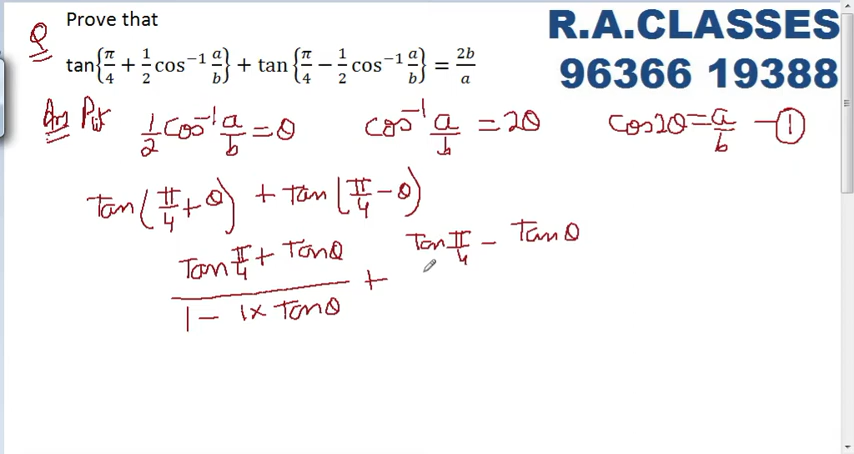 Prove that
R.A.CLASSES
96366 19388
Q
tan{π/4 + 1/2 cos⁻¹ a/b} + tan {π/4 − 1/2 cos⁻¹ a/b} = 2b/a
Ans Put 1/2 cos⁻¹ a/b = θ cos⁻¹ a/b = 2θ cos2θ = a/b — ①
tan(π/4 + θ) + tan(π/4 − θ)
tan π/4 + tanθ / 1 − 1× tanθ + tan π/4 − tanθ